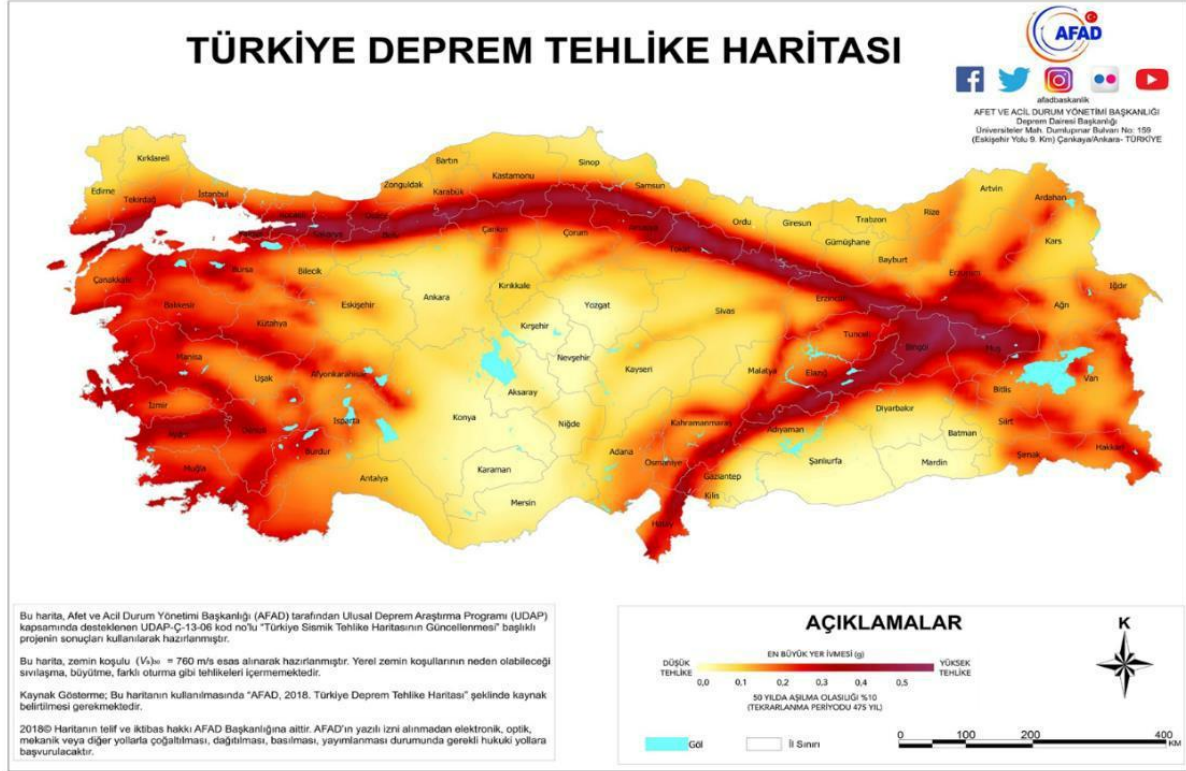 TÜRKİYE DEPREM TEHLİKE HARİTASI
AFAD
afadbaskanlik
AFET VE ACİL DURUM YÖNETİMİ BAŞKANLIĞI
Deprem Dairesi Başkanlığı
Üniversiteler Mah. Dumlupınar Bulvarı No: 159
(Eskişehir Yolu 9. Km) Çankaya/Ankara- TÜRKİYE
Kırklareli
Edirne
Tekirdağ
İstanbul
Zonguldak
Bartın
Karabük
Kastamonu
Sinop
Samsun
Ordu
Giresun
Trabzon
Rize
Artvin
Ardahan
Kars
Gümüşhane
Bayburt
Erzurum
Iğdır
Ağrı
Sakarya
Bolu
Çankırı
Çorum
Amasya
Tokat
Çanakkale
Bursa
Bilecik
Balıkesir
Eskişehir
Ankara
Kırıkkale
Yozgat
Sivas
Erzincan
Tunceli
Bingöl
Muş
Kütahya
Kırşehir
Manisa
Uşak
Afyonkarahisar
Nevşehir
Kayseri
Malatya
Elazığ
Bitlis
Van
Aksaray
Diyarbakır
İzmir
Denizli
Isparta
Konya
Niğde
Kahramanmaraş
Adıyaman
Batman
Siirt
Hakkari
Şırnak
Aydın
Burdur
Adana
Osmaniye
Gaziantep
Şanlıurfa
Mardin
Muğla
Antalya
Karaman
Mersin
Kilis
Hatay
Bu harita, Afet ve Acil Durum Yönetimi Başkanlığı (AFAD) tarafından Ulusal Deprem Araştırma Programı (UDAP)
kapsamında desteklenen UDAP-Ç-13-06 kod no'lu "Türkiye Sismik Tehlike Haritasının Güncellenmesi" başlıklı
projenin sonuçları kullanılarak hazırlanmıştır.
Bu harita, zemin koşulu (Vs)30 = 760 m/s esas alınarak hazırlanmıştır. Yerel zemin koşullarının neden olabileceği
sıvılaşma, büyütme, farklı oturma gibi tehlikeleri içermemektedir.
Kaynak Gösterme; Bu haritanın kullanılmasında "AFAD, 2018. Türkiye Deprem Tehlike Haritası" şeklinde kaynak
belirtilmesi gerekmektedir.
2018© Haritanın telif ve iktibas hakkı AFAD Başkanlığına aittir. AFAD'ın yazılı izni alınmadan elektronik, optik,
mekanik veya diğer yollarla çoğaltılması, dağıtılması, basılması, yayımlanması durumunda gerekli hukuki yollara
başvurulacaktır.
AÇIKLAMALAR
EN BÜYÜK YER İVMESİ (g)
DÜŞÜK
TEHLİKE
YÜKSEK
TEHLİKE
0,0 0,1 0,2 0,3 0,4 0,5
50 YILDA AŞILMA OLASILIĞI %10
(TEKRARLANMA PERİYODU 475 YIL)
Göl
İl Sınırı
K
0 100 200 400
KM